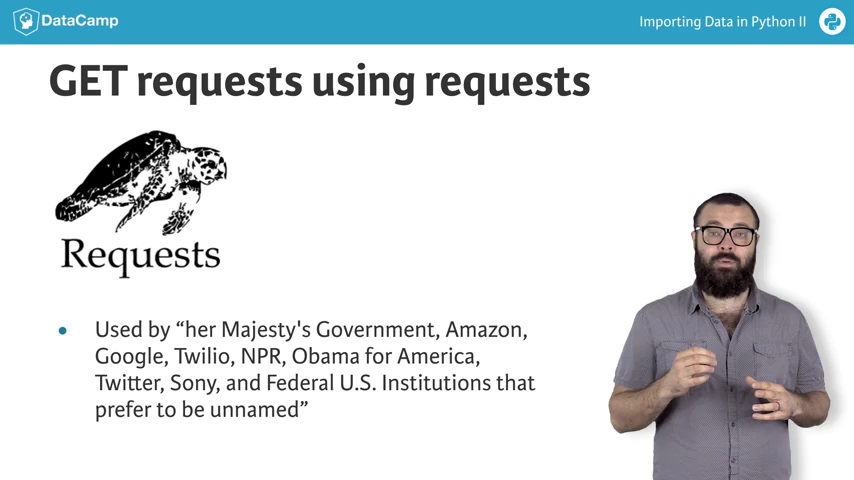 DataCamp
Importing Data in Python II
GET requests using requests
Requests
• Used by “her Majesty's Government, Amazon,
Google, Twilio, NPR, Obama for America,
Twitter, Sony, and Federal U.S. Institutions that
prefer to be unnamed”